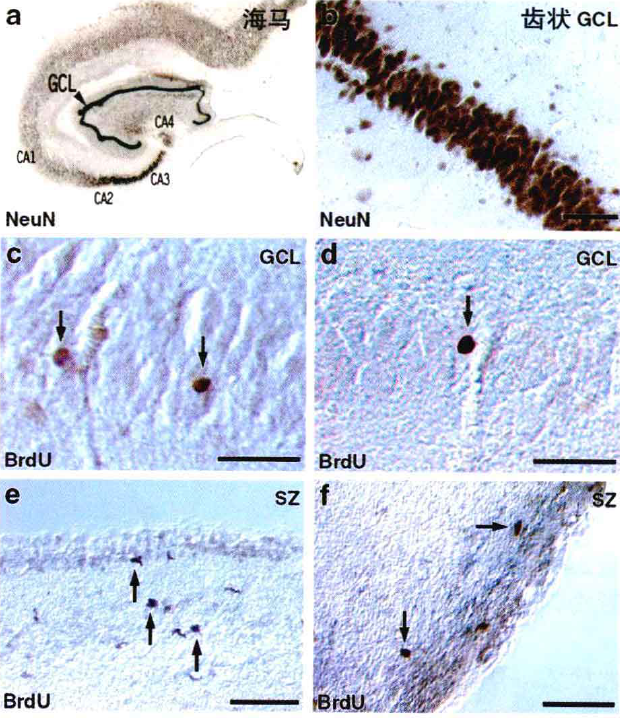 a 海马
GCL
CA4
CA1
CA3
CA2
NeuN
b 齿状 GCL
NeuN
c GCL
BrdU
d GCL
BrdU
e SZ
BrdU
f SZ
BrdU